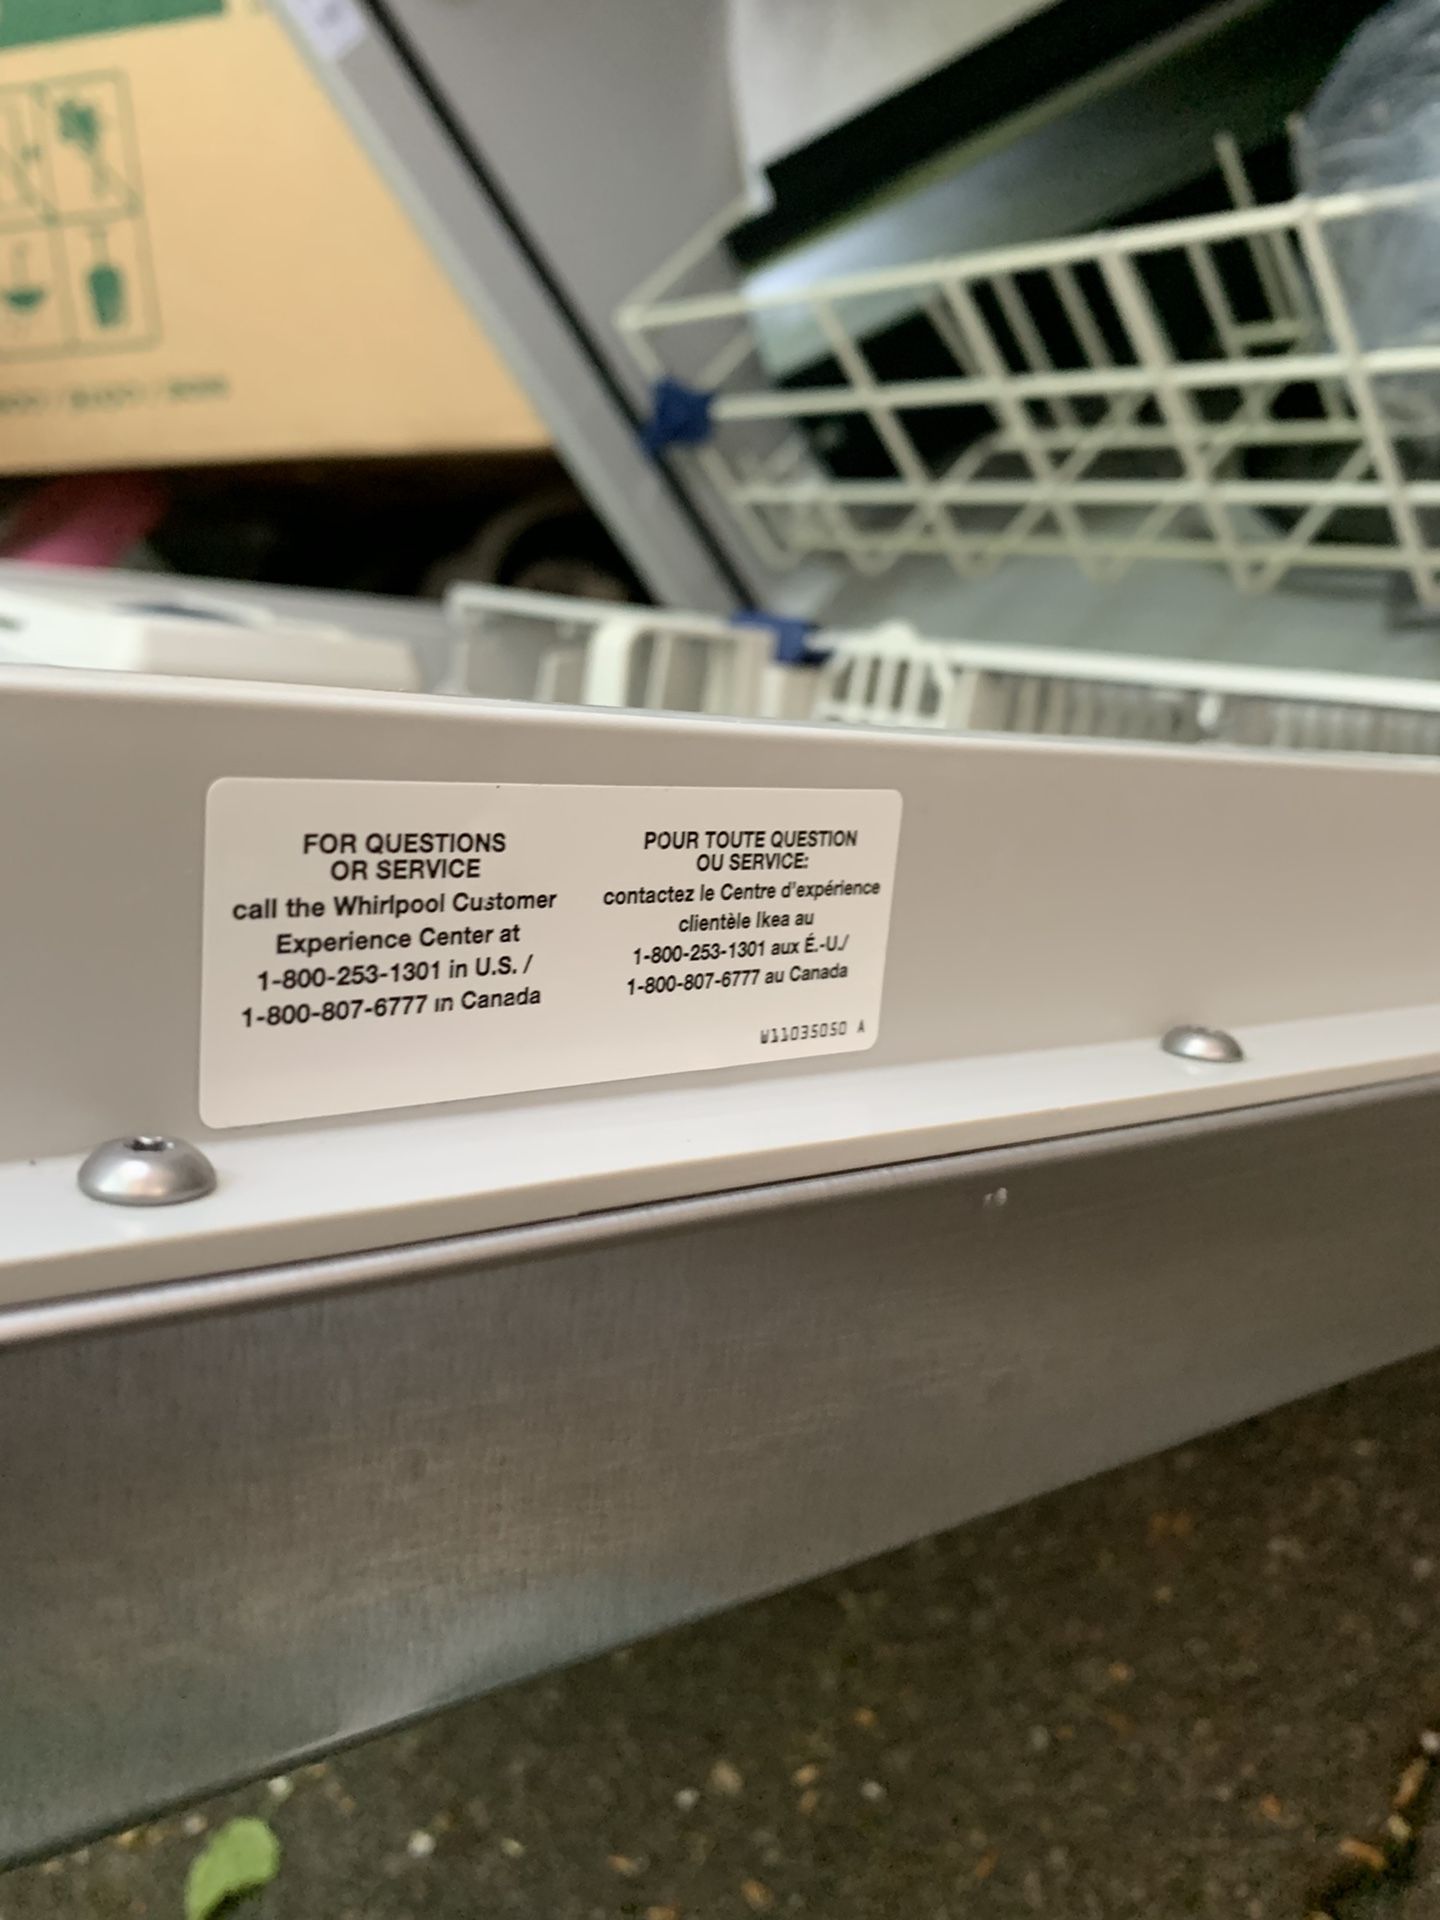 FOR QUESTIONS
OR SERVICE
call the Whirlpool Customer
Experience Center at
1-800-253-1301 in U.S. /
1-800-807-6777 in Canada
POUR TOUTE QUESTION
OU SERVICE:
contactez le Centre d'expérience
clientèle Ikea au
1-800-253-1301 aux É.-U./
1-800-807-6777 au Canada
W11035050 A